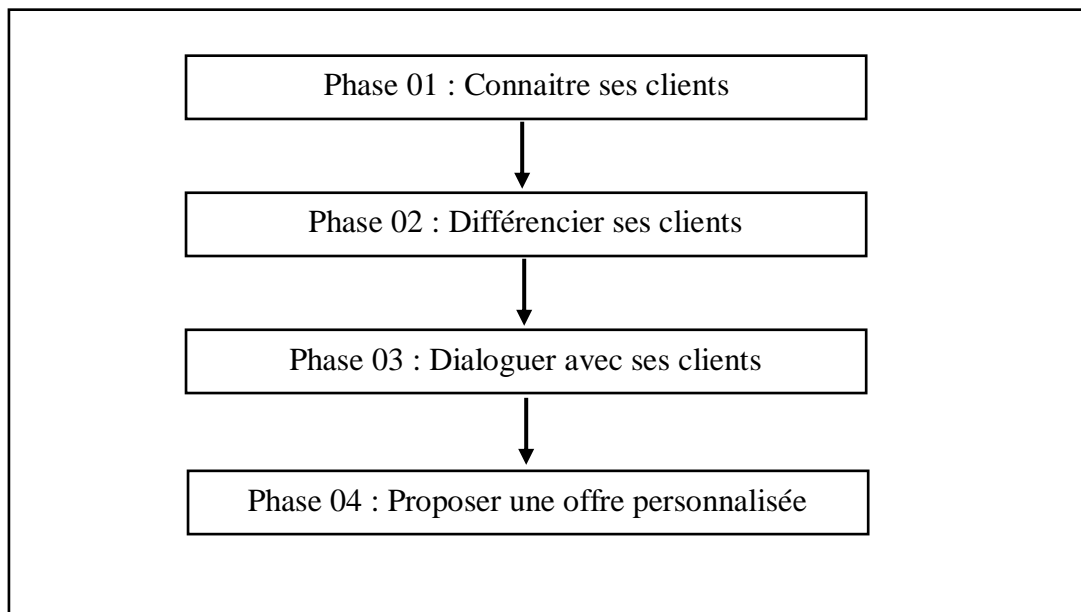 Phase 01 : Connaitre ses clients
Phase 02 : Différencier ses clients
Phase 03 : Dialoguer avec ses clients
Phase 04 : Proposer une offre personnalisée